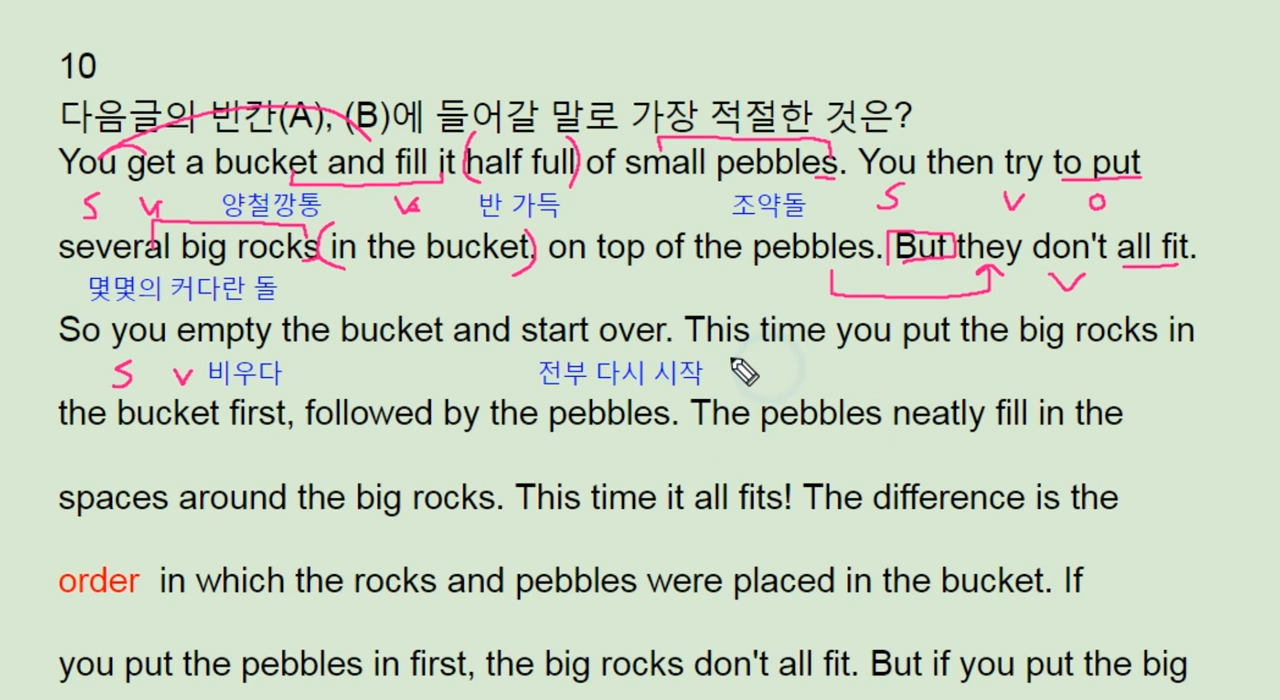 10
다음글의 빈칸(A), (B)에 들어갈 말로 가장 적절한 것은?
You get a bucket and fill it (half full) of small pebbles. You then try to put
S V 양철깡통 V 반 가득 조약돌 S V O
several big rocks (in the bucket,) on top of the pebbles. But they don't all fit.
몇몇의 커다란 돌 V
So you empty the bucket and start over. This time you put the big rocks in
S V 비우다 전부 다시 시작
the bucket first, followed by the pebbles. The pebbles neatly fill in the
spaces around the big rocks. This time it all fits! The difference is the
order in which the rocks and pebbles were placed in the bucket. If
you put the pebbles in first, the big rocks don't all fit. But if you put the big